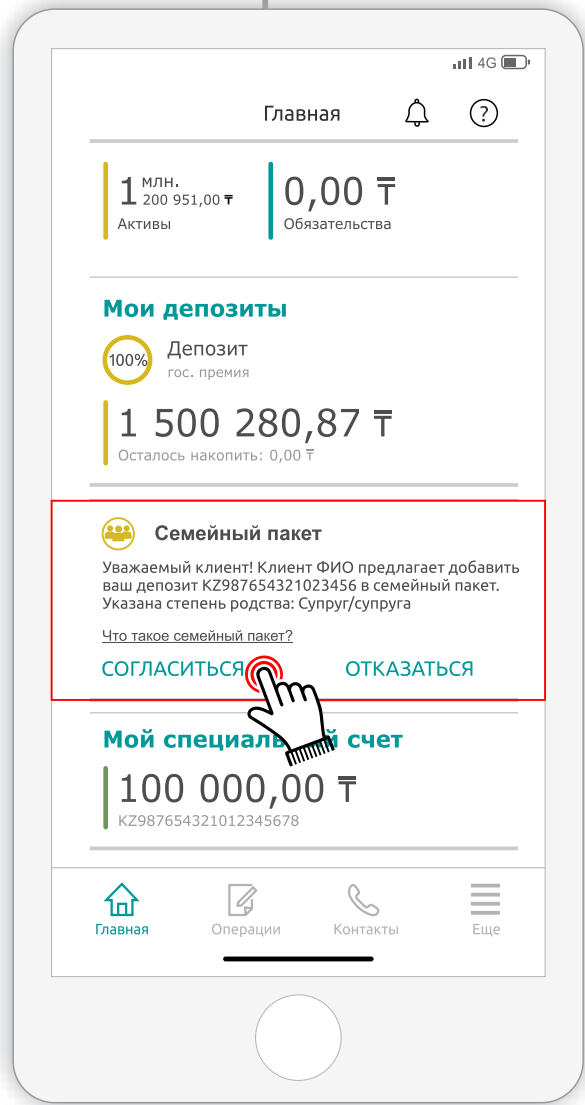 4G
Главная
?
1 млн.
200 951,00 ₸
Активы
0,00 ₸
Обязательства
Мои депозиты
100%
Депозит
гос. премия
1 500 280,87 ₸
Осталось накопить: 0,00 ₸
Семейный пакет
Уважаемый клиент! Клиент ФИО предлагает добавить
ваш депозит KZ987654321023456 в семейный пакет.
Указана степень родства: Супруг/супруга
Что такое семейный пакет?
СОГЛАСИТЬСЯ ОТКАЗАТЬСЯ
Мой специальный счет
100 000,00 ₸
KZ987654321012345678
Главная Операции Контакты Еще